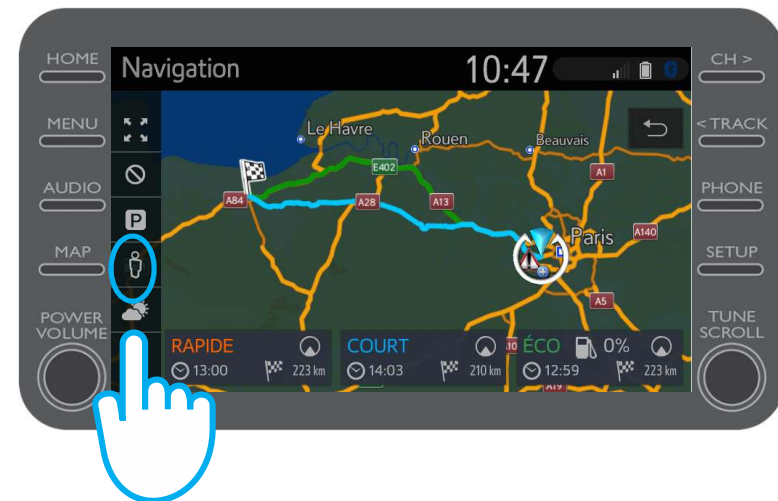 HOME
MENU
AUDIO
MAP
POWER
VOLUME
Navigation
10:47
CH >
< TRACK
PHONE
SETUP
TUNE
SCROLL
P
Le Havre
Rouen
Beauvais
E402
A1
A84
A28
A13
Paris
A140
A5
RAPIDE
13:00
223 km
COURT
14:03
210 km
10
ÉCO
0%
12:59
223 km
A19